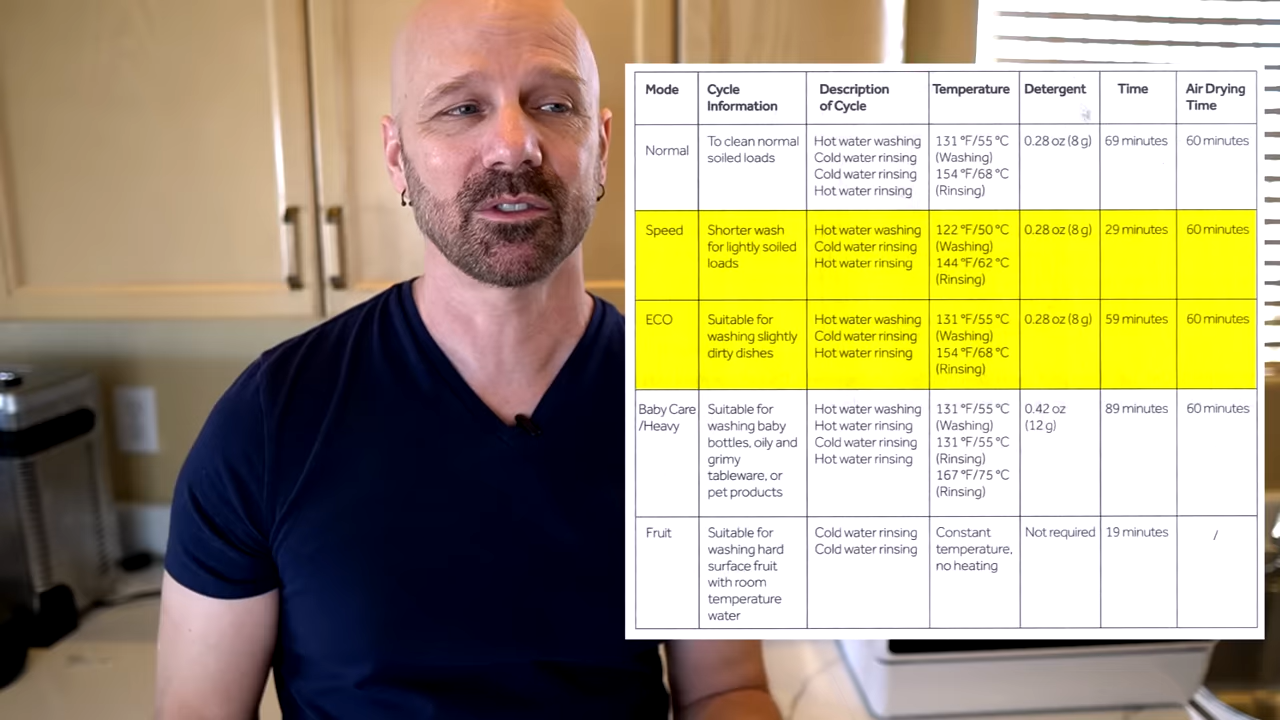 Mode Cycle Information Description of Cycle Temperature Detergent Time Air Drying Time
Normal
To clean normal
soiled loads
Hot water washing
Cold water rinsing
Cold water rinsing
Hot water rinsing
131 °F/55 °C
(Washing)
154 °F/68 °C
(Rinsing)
0.28 oz (8 g)
69 minutes
60 minutes
Speed
Shorter wash
for lightly soiled
loads
Hot water washing
Cold water rinsing
Hot water rinsing
122 °F/50 °C
(Washing)
144 °F/62 °C
(Rinsing)
0.28 oz (8 g)
29 minutes
60 minutes
ECO
Suitable for
washing slightly
dirty dishes
Hot water washing
Cold water rinsing
Hot water rinsing
131 °F/55 °C
(Washing)
154 °F/68 °C
(Rinsing)
0.28 oz (8 g)
59 minutes
60 minutes
Baby Care
/Heavy
Suitable for
washing baby
bottles, oily and
grimy
tableware, or
pet products
Hot water washing
Hot water rinsing
Cold water rinsing
Hot water rinsing
131 °F/55 °C
(Washing)
131 °F/55 °C
(Rinsing)
167 °F/75 °C
(Rinsing)
0.42 oz
(12 g)
89 minutes
60 minutes
Fruit
Suitable for
washing hard
surface fruit
with room
temperature
water
Cold water rinsing
Cold water rinsing
Constant
temperature,
no heating
Not required
19 minutes
/